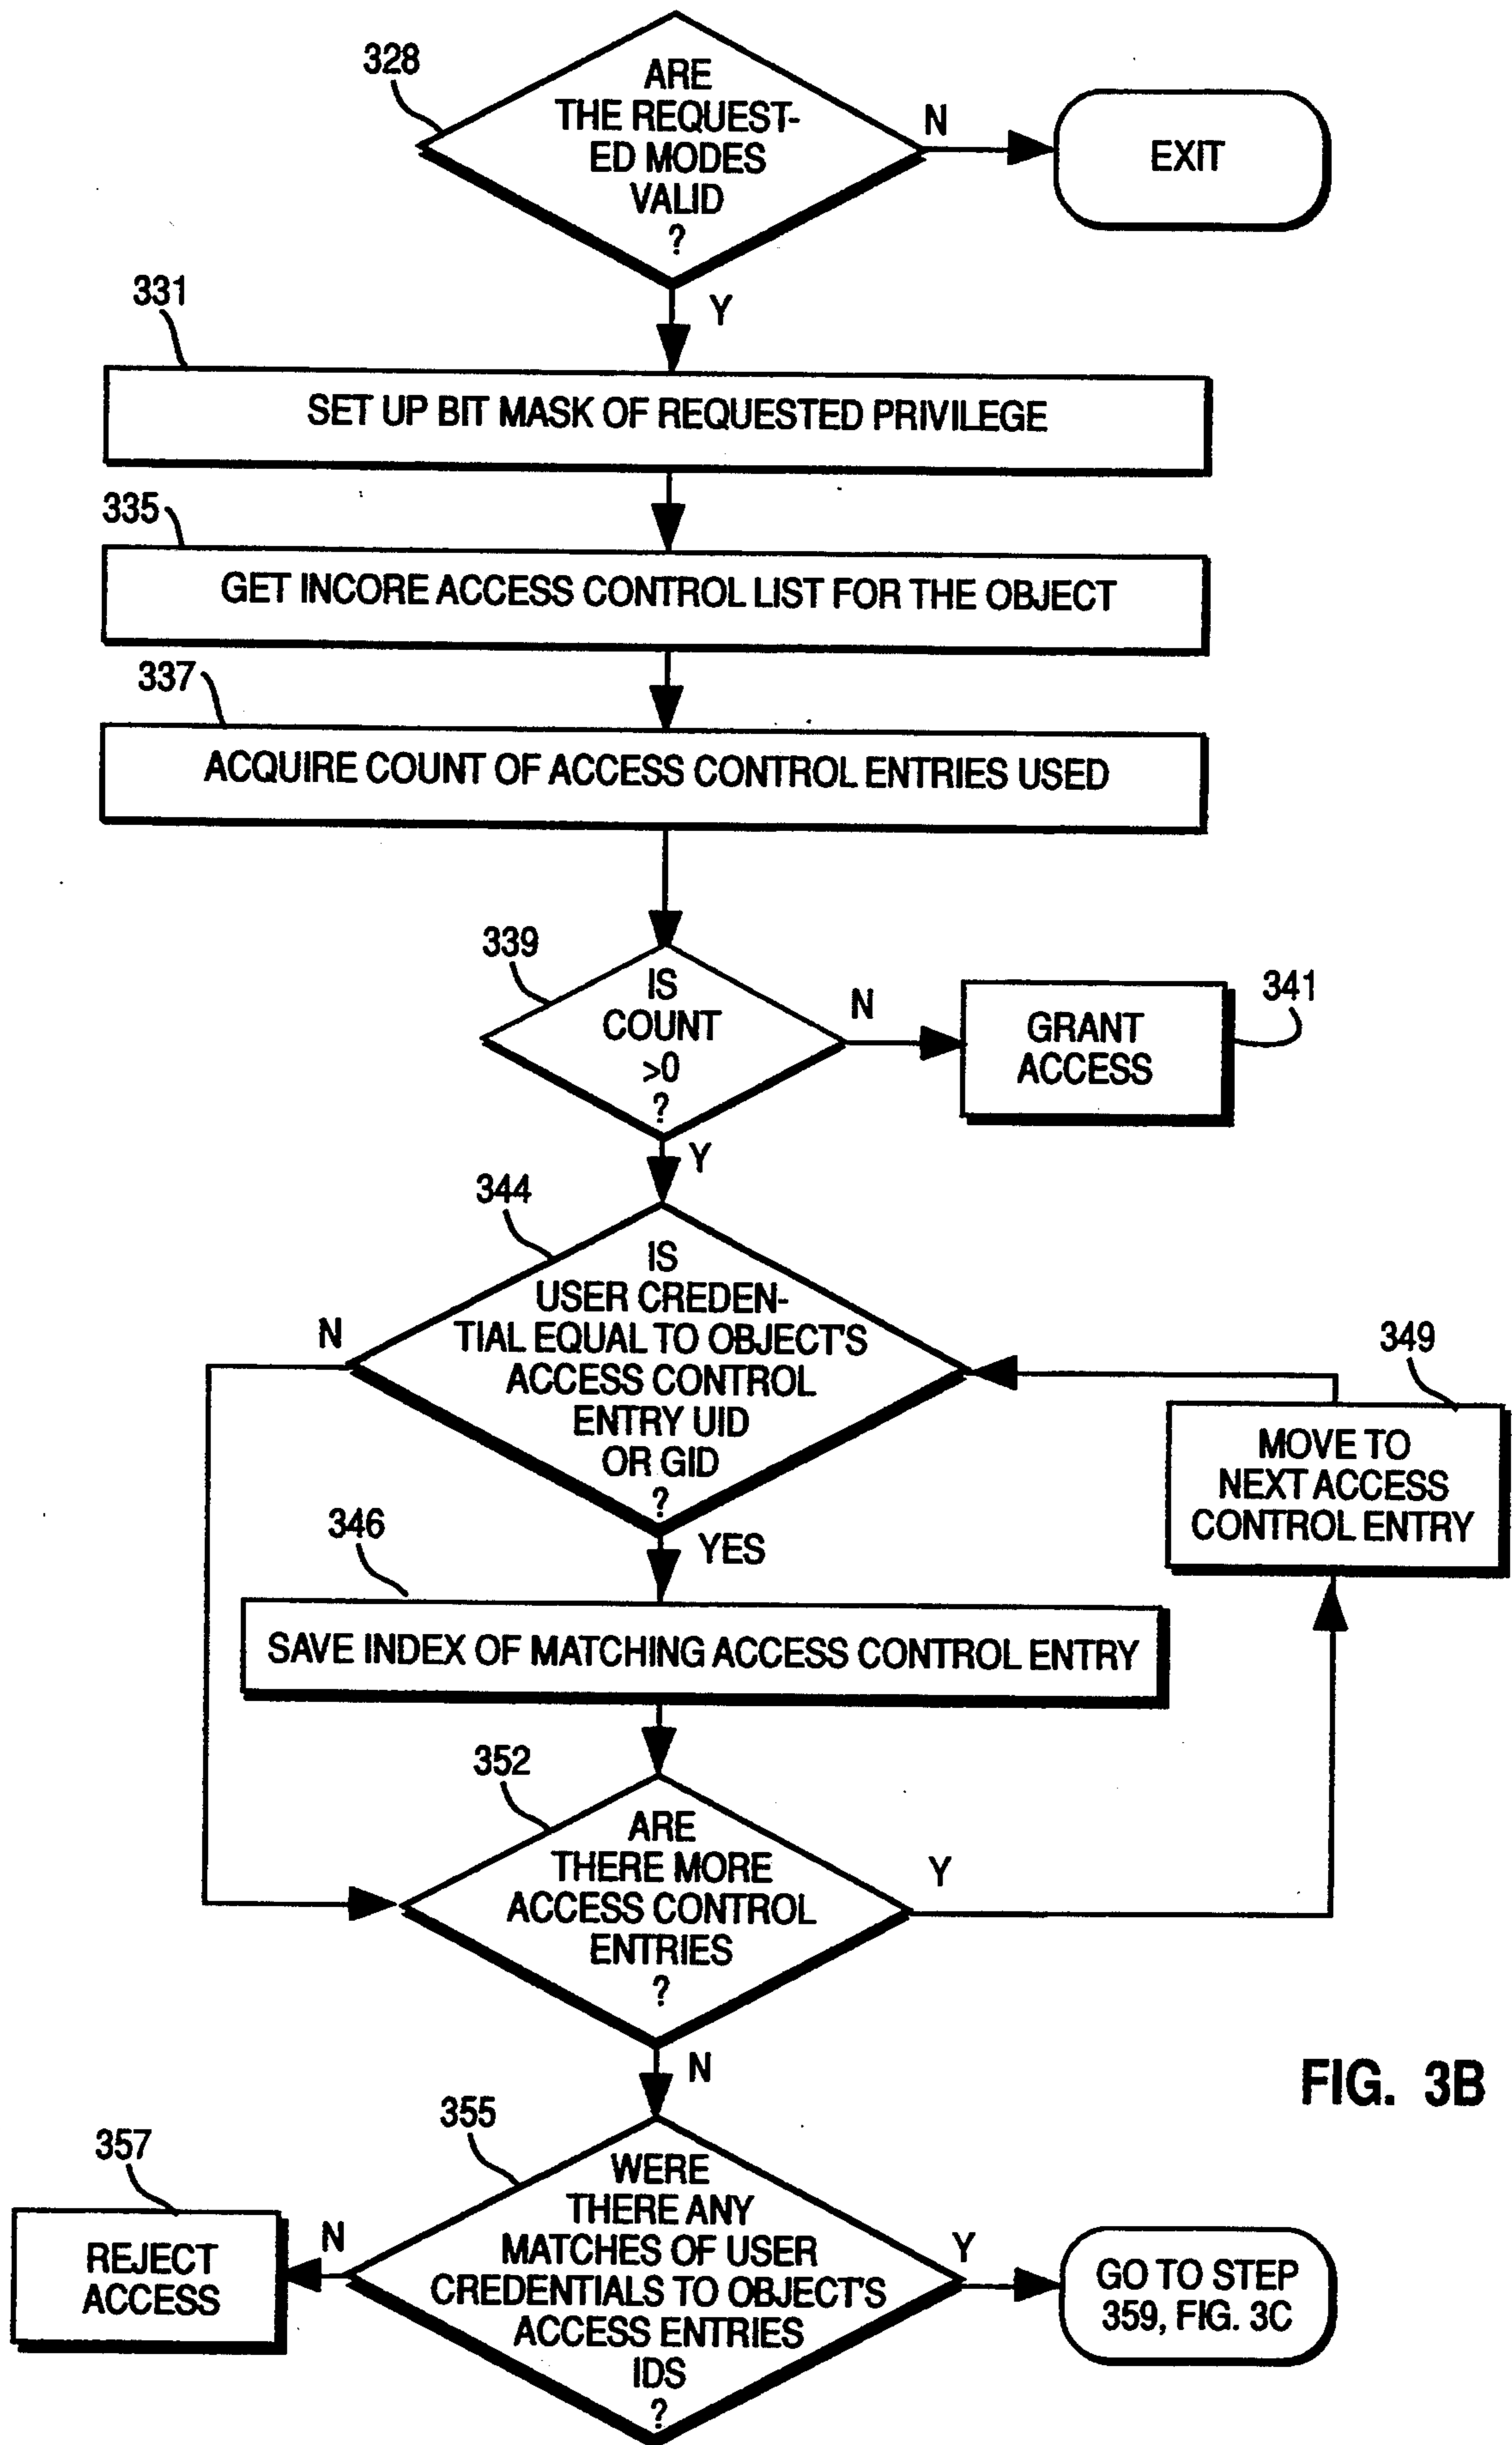 328
ARE
THE REQUEST-
ED MODES
VALID
?
N
EXIT
Y
331
SET UP BIT MASK OF REQUESTED PRIVILEGE
335
GET INCORE ACCESS CONTROL LIST FOR THE OBJECT
337
ACQUIRE COUNT OF ACCESS CONTROL ENTRIES USED
339
IS
COUNT
>0
?
N
GRANT
ACCESS
341
Y
344
IS
USER CREDEN-
TIAL EQUAL TO OBJECT'S
ACCESS CONTROL
ENTRY UID
OR GID
?
N
349
MOVE TO
NEXT ACCESS
CONTROL ENTRY
YES
346
SAVE INDEX OF MATCHING ACCESS CONTROL ENTRY
352
ARE
THERE MORE
ACCESS CONTROL
ENTRIES
?
Y
N
FIG. 3B
355
WERE
THERE ANY
MATCHES OF USER
CREDENTIALS TO OBJECT'S
ACCESS ENTRIES
IDS
?
357
N
REJECT
ACCESS
Y
GO TO STEP
359, FIG. 3C